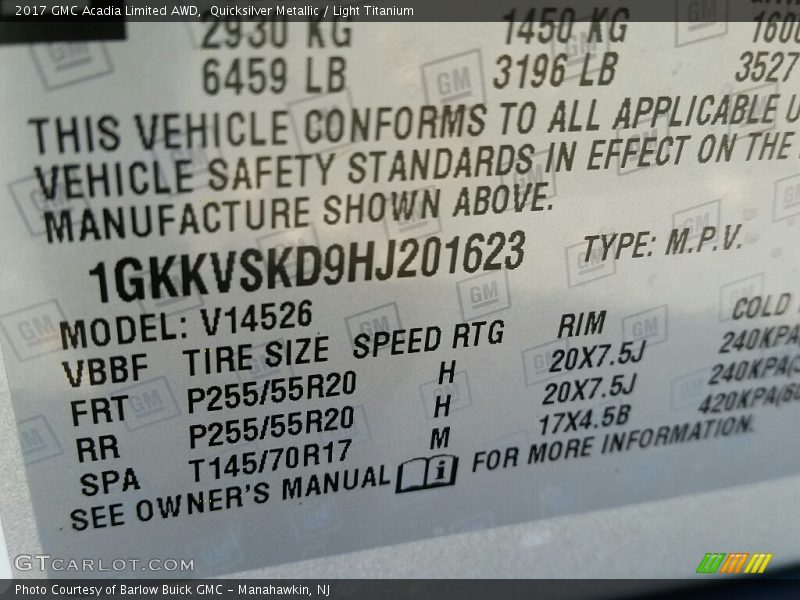 2017 GMC Acadia Limited AWD, Quicksilver Metallic / Light Titanium
2930 KG 1450 KG
6459 LB 3196 LB 3527
THIS VEHICLE CONFORMS TO ALL APPLICABLE
VEHICLE SAFETY STANDARDS IN EFFECT ON THE
MANUFACTURE SHOWN ABOVE.
1GKKVSKD9HJ201623 TYPE: M.P.V.
MODEL: V14526
VBBF TIRE SIZE SPEED RTG RIM COLD
FRT P255/55R20 H 20X7.5J 240KPA
RR P255/55R20 H 20X7.5J 240KPA
SPA T145/70R17 M 17X4.5B 420KPA
SEE OWNER'S MANUAL FOR MORE INFORMATION.
GTCARLOT.COM
Photo Courtesy of Barlow Buick GMC - Manahawkin, NJ